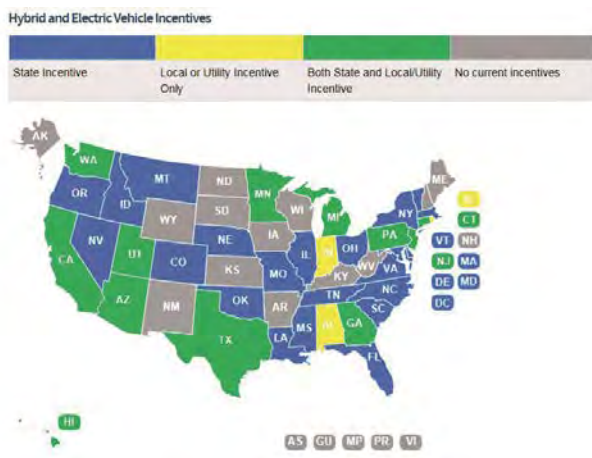 Hybrid and Electric Vehicle Incentives
State Incentive
Local or Utility Incentive
Only
Both State and Local/Utility
Incentive
No current incentives
AK
WA
MT
ND
MN
ME
OR
ID
SD
WI
MI
NY
WY
CT
NV
NE
IA
PA
VT
NH
CA
UT
CO
IL
OH
NJ
MA
KS
MO
KY
WV
VA
DE
MD
AZ
NM
OK
AR
TN
NC
DC
SC
TX
LA
MS
GA
FL
HI
AS
GU
MP
PR
VI